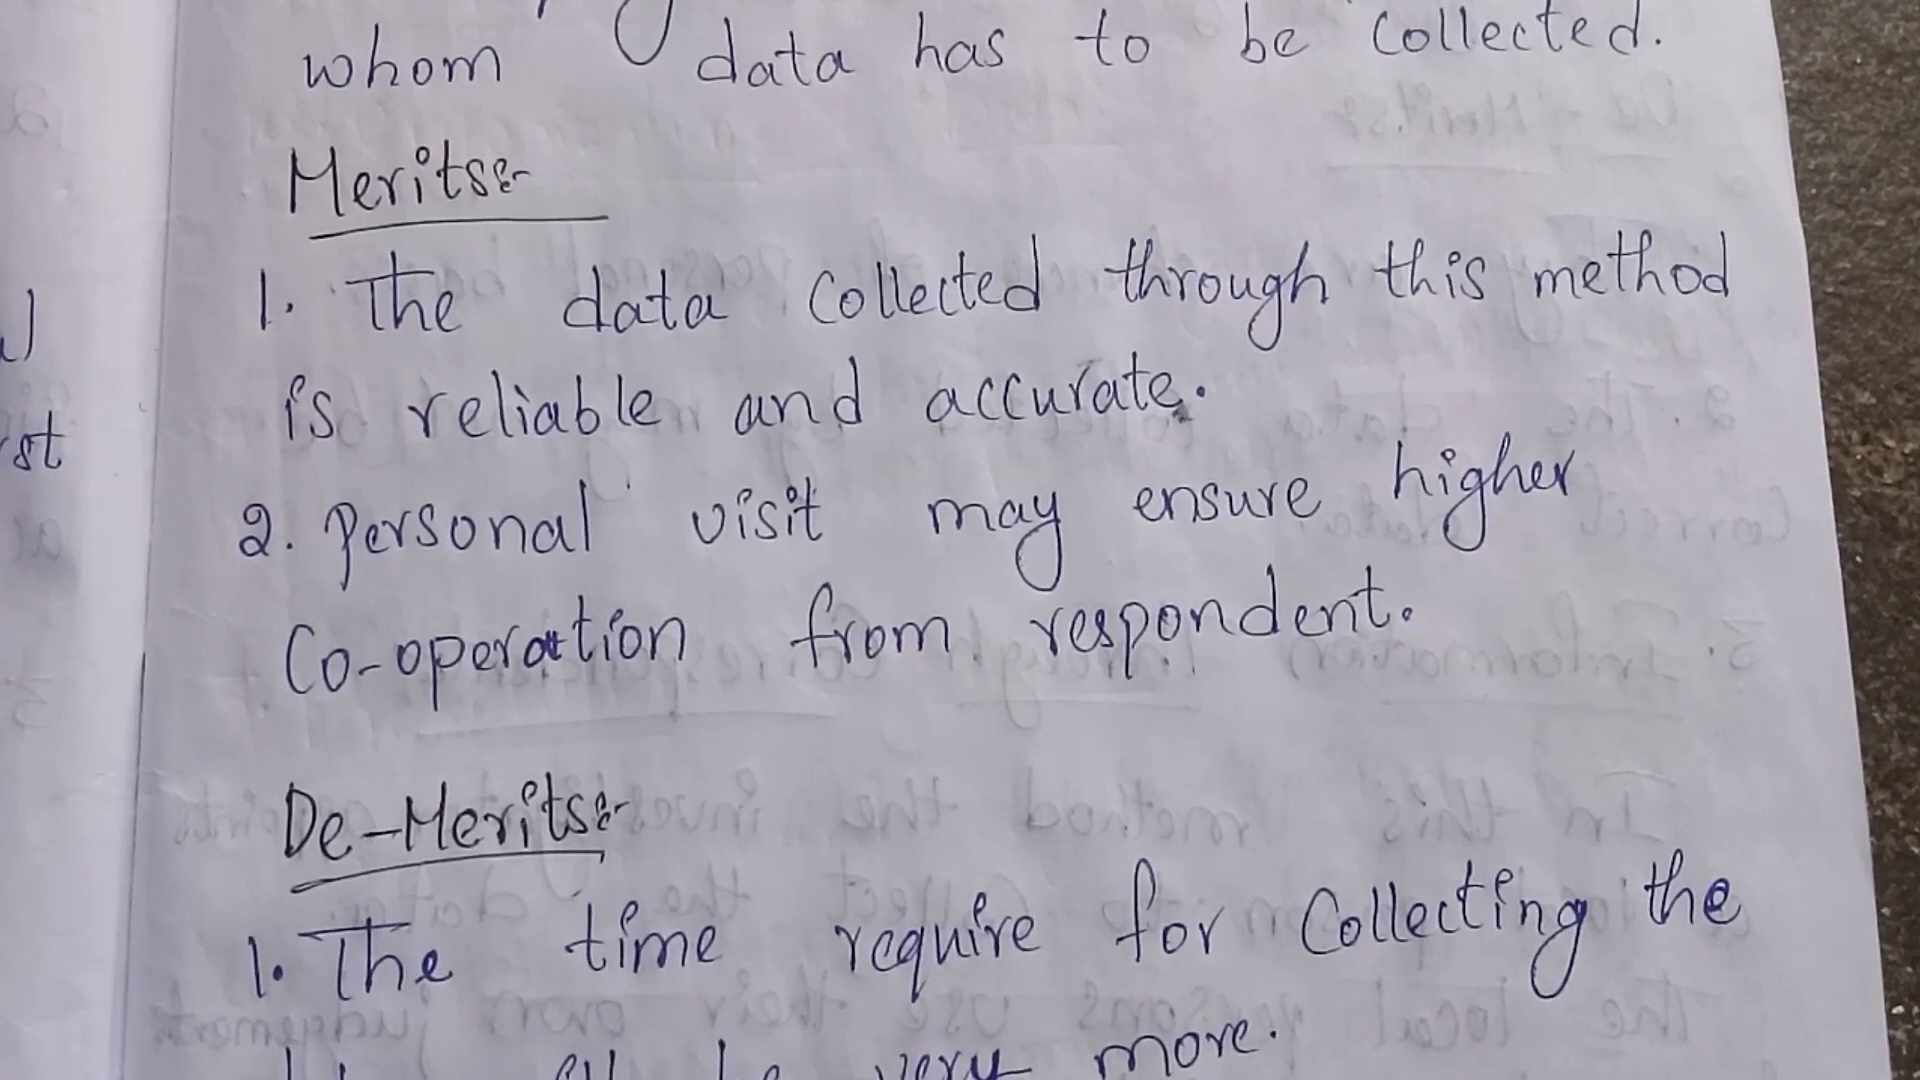 whom data has to be collected.
Merits:-
1. The data collected through this method
is reliable and accurate.
2. Personal visit may ensure higher
Co-operation from respondent.
De-Merits:-
1. The time require for Collecting the
very more.
st